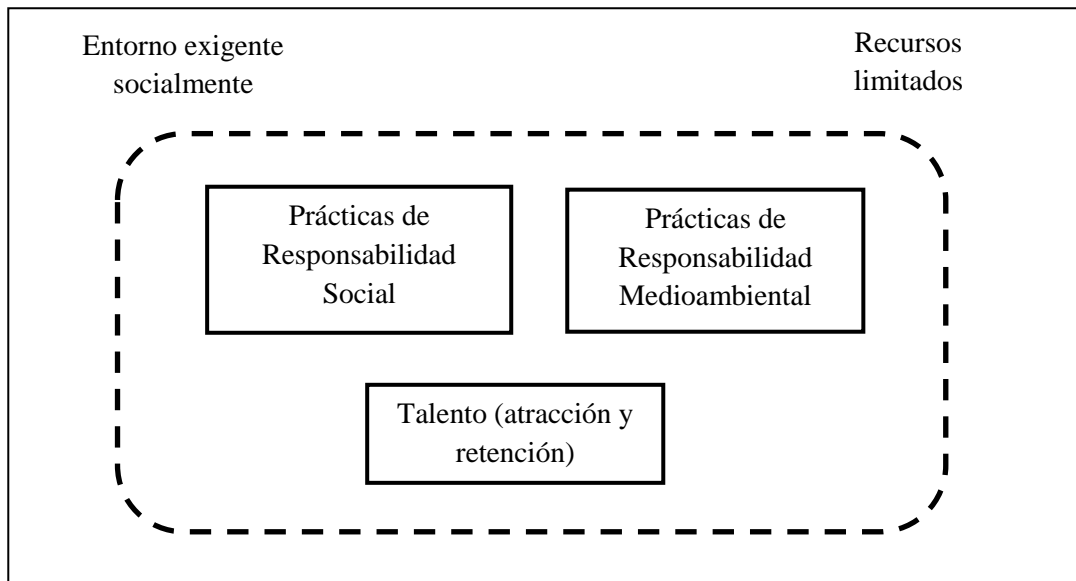 Entorno exigente
socialmente
Recursos
limitados
Prácticas de
Responsabilidad
Social
Prácticas de
Responsabilidad
Medioambiental
Talento (atracción y
retención)